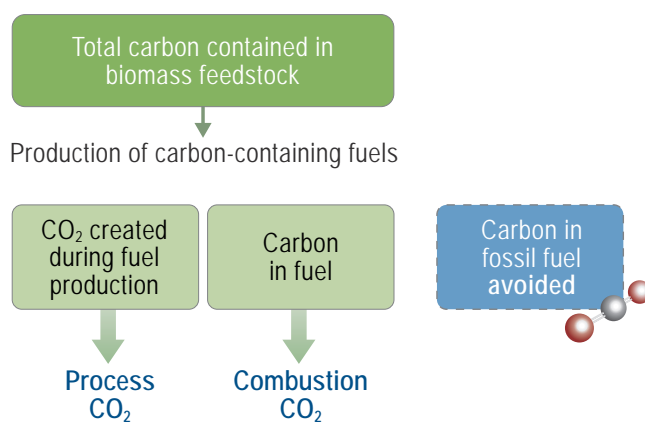 Total carbon contained in
biomass feedstock
Production of carbon-containing fuels
CO₂ created
during fuel
production
Carbon
in fuel
Carbon in
fossil fuel
avoided
Process
CO₂
Combustion
CO₂